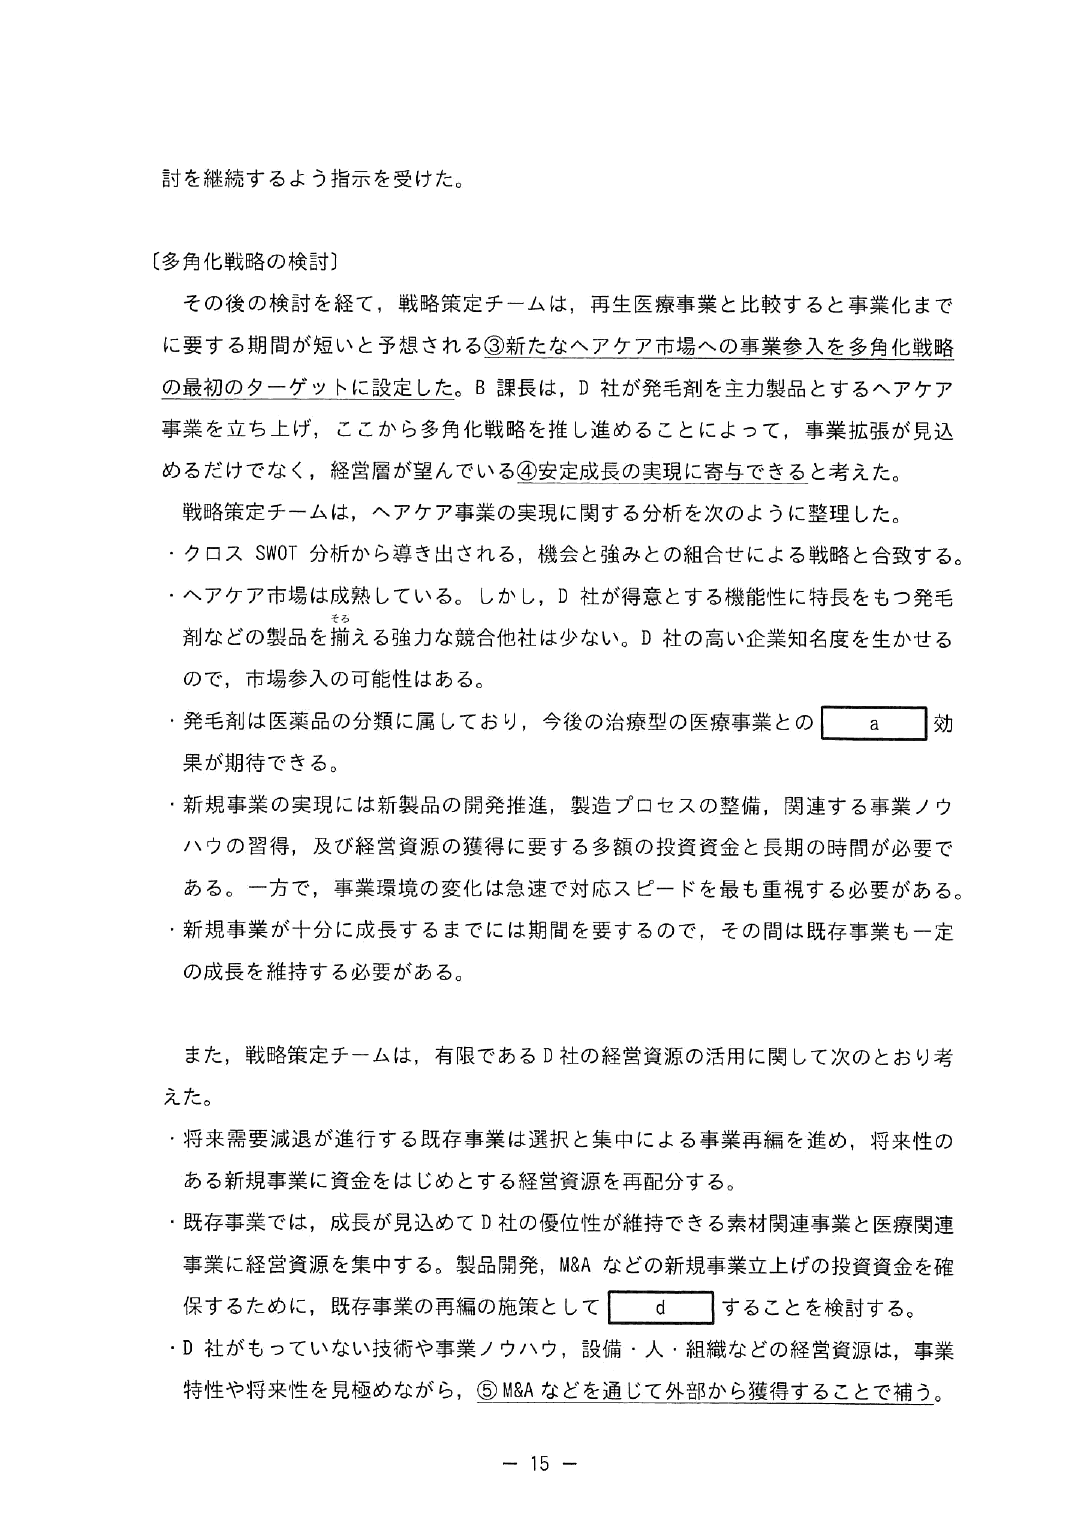 討を継続するよう指示を受けた。
〔多角化戦略の検討〕
その後の検討を経て，戦略策定チームは，再生医療事業と比較すると事業化まで
に要する期間が短いと予想される③新たなヘアケア市場への事業参入を多角化戦略
の最初のターゲットに設定した。B 課長は，D 社が発毛剤を主力製品とするヘアケア
事業を立ち上げ，ここから多角化戦略を推し進めることによって，事業拡張が見込
めるだけでなく，経営層が望んでいる④安定成長の実現に寄与できると考えた。
戦略策定チームは，ヘアケア事業の実現に関する分析を次のように整理した。
・クロス SWOT 分析から導き出される，機会と強みとの組合せによる戦略と合致する。
・ヘアケア市場は成熟している。しかし，D 社が得意とする機能性に特長をもつ発毛
そろ
剤などの製品を揃える強力な競合他社は少ない。D 社の高い企業知名度を生かせる
ので，市場参入の可能性はある。
・発毛剤は医薬品の分類に属しており，今後の治療型の医療事業との a 効
果が期待できる。
・新規事業の実現には新製品の開発推進，製造プロセスの整備，関連する事業ノウ
ハウの習得，及び経営資源の獲得に要する多額の投資資金と長期の時間が必要で
ある。一方で，事業環境の変化は急速で対応スピードを最も重視する必要がある。
・新規事業が十分に成長するまでには期間を要するので，その間は既存事業も一定
の成長を維持する必要がある。
また，戦略策定チームは，有限であるD 社の経営資源の活用に関して次のとおり考
えた。
・将来需要減退が進行する既存事業は選択と集中による事業再編を進め，将来性の
ある新規事業に資金をはじめとする経営資源を再配分する。
・既存事業では，成長が見込めてD 社の優位性が維持できる素材関連事業と医療関連
事業に経営資源を集中する。製品開発，M&A などの新規事業立上げの投資資金を確
保するために，既存事業の再編の施策として d することを検討する。
・D 社がもっていない技術や事業ノウハウ，設備・人・組織などの経営資源は，事業
特性や将来性を見極めながら，⑤M&A などを通じて外部から獲得することで補う。
－ 15 －